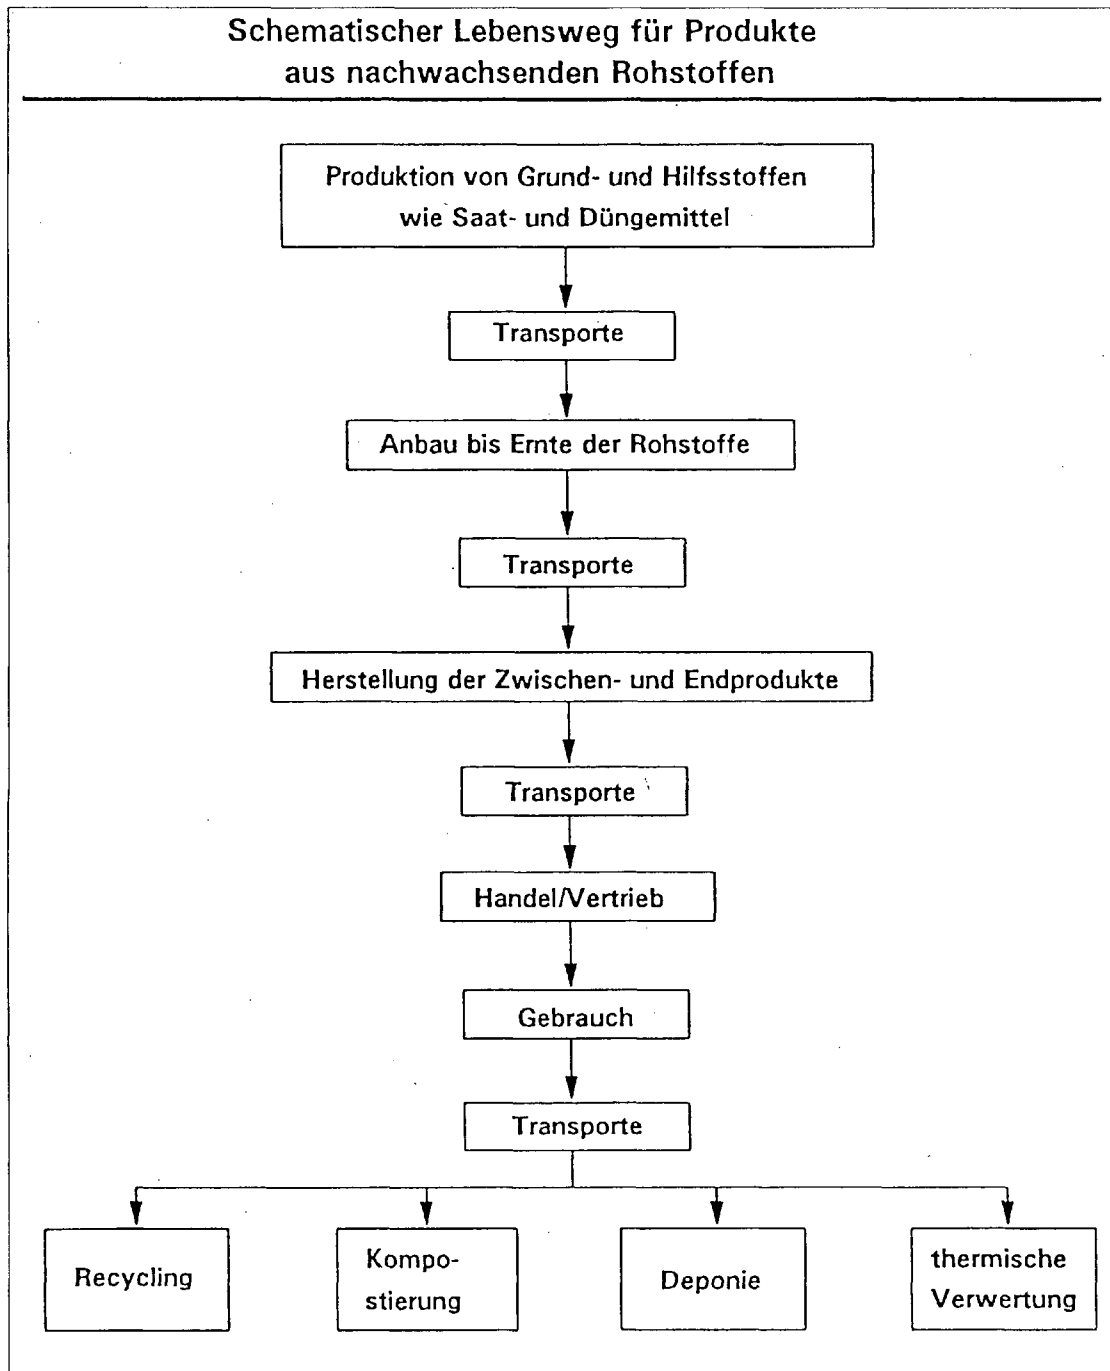 Schematischer Lebensweg für Produkte
aus nachwachsenden Rohstoffen
Produktion von Grund- und Hilfsstoffen
wie Saat- und Düngemittel
Transporte
Anbau bis Ernte der Rohstoffe
Transporte
Herstellung der Zwischen- und Endprodukte
Transporte
Handel/Vertrieb
Gebrauch
Transporte
Recycling
Kompo-
stierung
Deponie
thermische
Verwertung